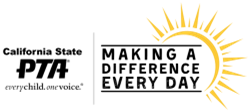 California State
PTA®
everychild.onevoice.®
MAKING A
DIFFERENCE
EVERY DAY